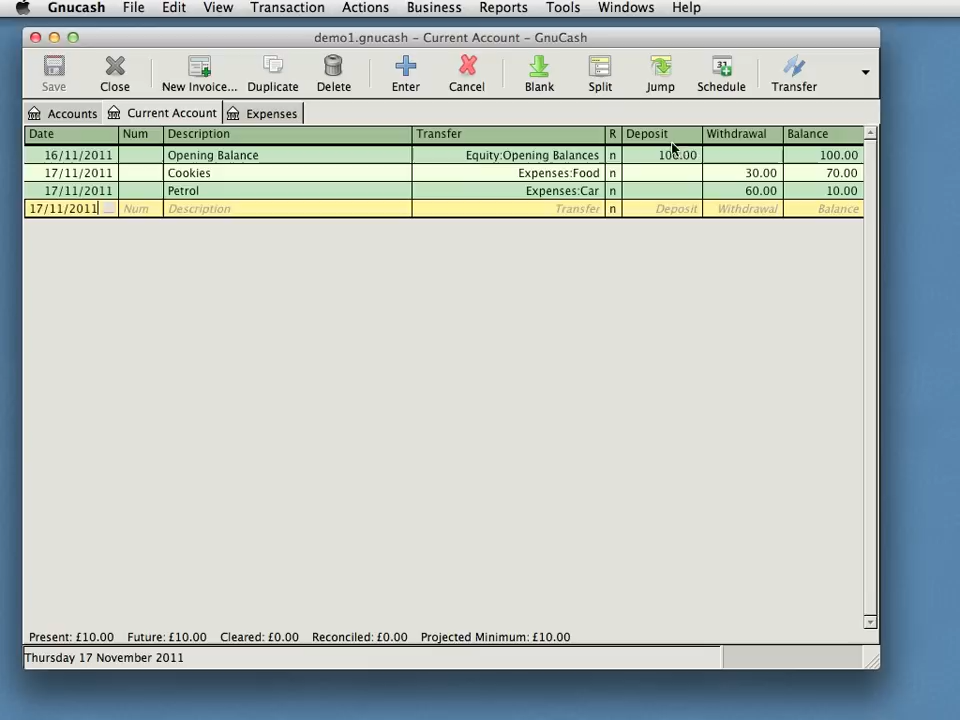 Gnucash File Edit View Transaction Actions Business Reports Tools Windows Help
demo1.gnucash – Current Account – GnuCash
Save Close New Invoice... Duplicate Delete Enter Cancel Blank Split Jump Schedule Transfer
Accounts Current Account Expenses
Date Num Description Transfer R Deposit Withdrawal Balance
16/11/2011 Opening Balance Equity:Opening Balances n 100.00 100.00
17/11/2011 Cookies Expenses:Food n 30.00 70.00
17/11/2011 Petrol Expenses:Car n 60.00 10.00
17/11/2011 Num Description Transfer n Deposit Withdrawal Balance
Present: £10.00 Future: £10.00 Cleared: £0.00 Reconciled: £0.00 Projected Minimum: £10.00
Thursday 17 November 2011